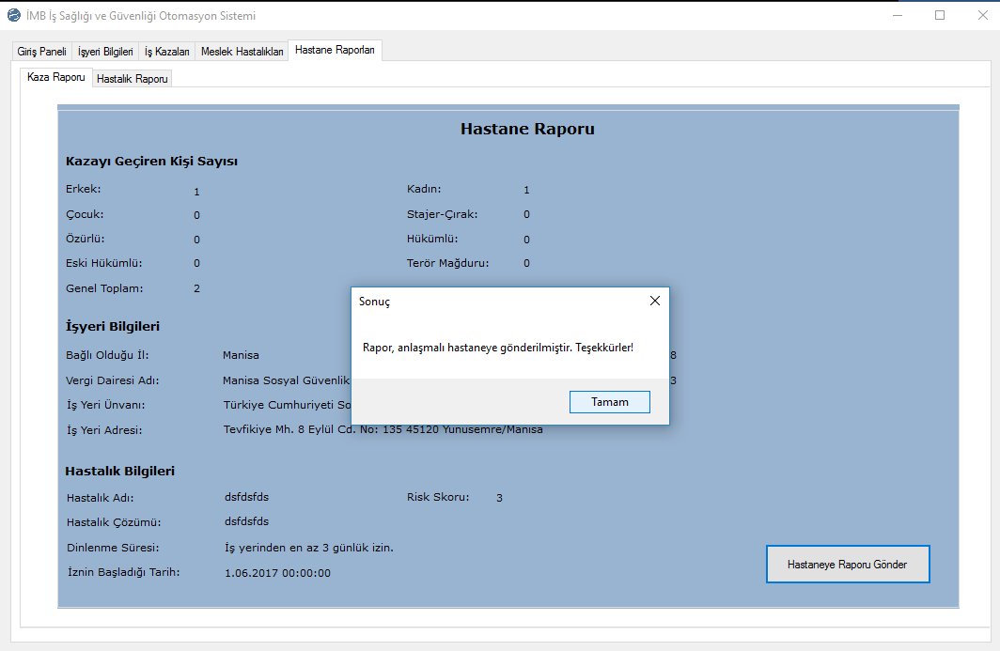 İMB İş Sağlığı ve Güvenliği Otomasyon Sistemi
Giriş Paneli İşyeri Bilgileri İş Kazaları Meslek Hastalıkları Hastane Raporları
Kaza Raporu Hastalık Raporu
Hastane Raporu
Kazayı Geçiren Kişi Sayısı
Erkek: 1 Kadın: 1
Çocuk: 0 Stajer-Çırak: 0
Özürlü: 0 Hükümlü: 0
Eski Hükümlü: 0 Terör Mağduru: 0
Genel Toplam: 2
Sonuç
Rapor, anlaşmalı hastaneye gönderilmiştir. Teşekkürler!
Tamam
İşyeri Bilgileri
Bağlı Olduğu İl: Manisa 8
Vergi Dairesi Adı: Manisa Sosyal Güvenlik 3
İş Yeri Ünvanı: Türkiye Cumhuriyeti So
İş Yeri Adresi: Tevfikiye Mh. 8 Eylül Cd. No: 135 45120 Yunusemre/Manisa
Hastalık Bilgileri
Hastalık Adı: dsfdsfds Risk Skoru: 3
Hastalık Çözümü: dsfdsfds
Dinlenme Süresi: İş yerinden en az 3 günlük izin.
İznin Başladığı Tarih: 1.06.2017 00:00:00
Hastaneye Raporu Gönder